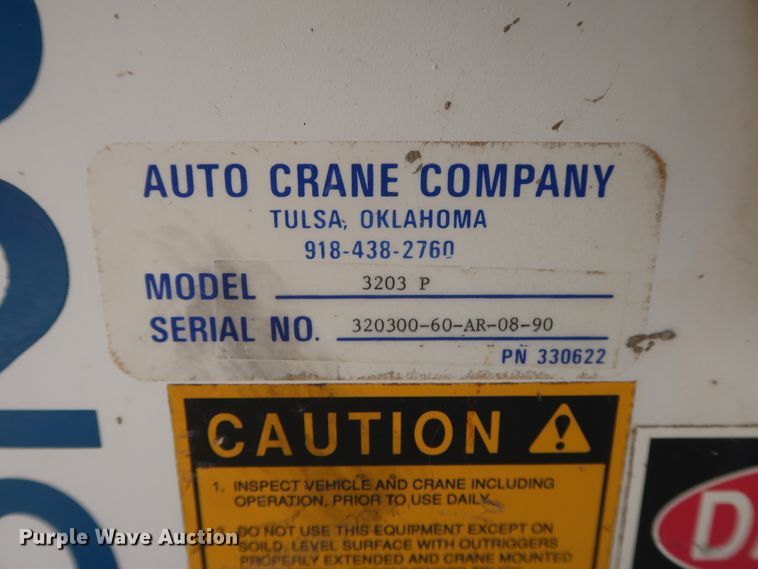 AUTO CRANE COMPANY
TULSA, OKLAHOMA
918-438-2760
MODEL 3203 P
SERIAL NO. 320300-60-AR-08-90
PN 330622
CAUTION
1. INSPECT VEHICLE AND CRANE INCLUDING
OPERATION, PRIOR TO USE DAILY.
2. DO NOT USE THIS EQUIPMENT EXCEPT ON
SOILD, LEVEL SURFACE WITH OUTRIGGERS
PROPERLY EXTENDED AND CRANE MOUNTED
Purple Wave Auction